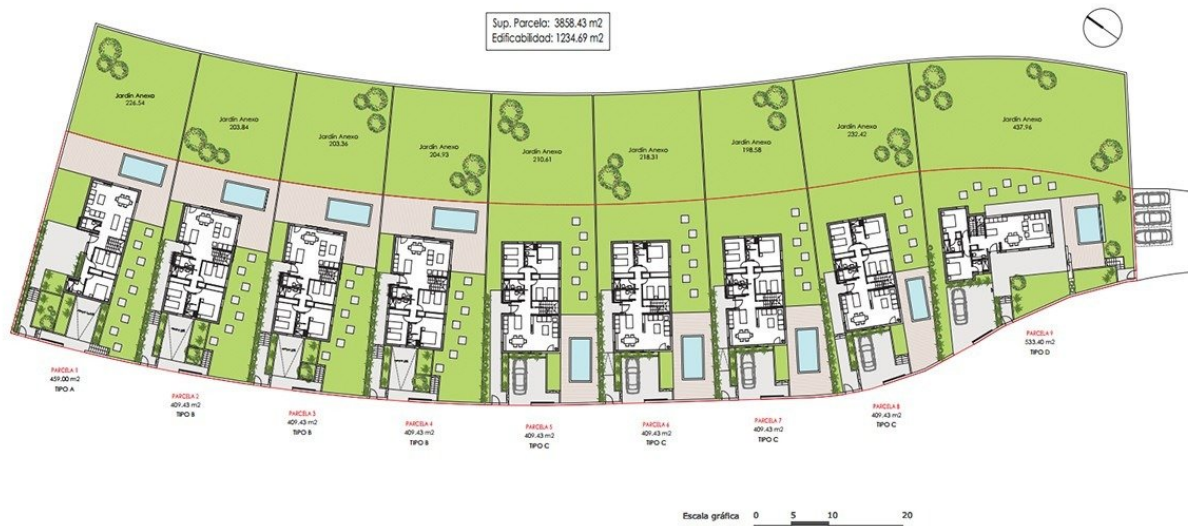 Sup. Parcela: 3858.43 m2
Edificabilidad: 1234.69 m2
Jardín Anexo
226.54
Jardín Anexo
203.84
Jardín Anexo
203.36
Jardín Anexo
204.93
Jardín Anexo
210.61
Jardín Anexo
218.31
Jardín Anexo
198.58
Jardín Anexo
232.42
Jardín Anexo
437.96
PARCELA 1
459.00 m2
TIPO A
PARCELA 2
409.43 m2
TIPO B
PARCELA 3
409.43 m2
TIPO B
PARCELA 4
409.43 m2
TIPO B
PARCELA 5
409.43 m2
TIPO C
PARCELA 6
409.43 m2
TIPO C
PARCELA 7
409.43 m2
TIPO C
PARCELA 8
409.43 m2
TIPO C
PARCELA 9
533.40 m2
TIPO D
Escala gráfica 0 5 10 20